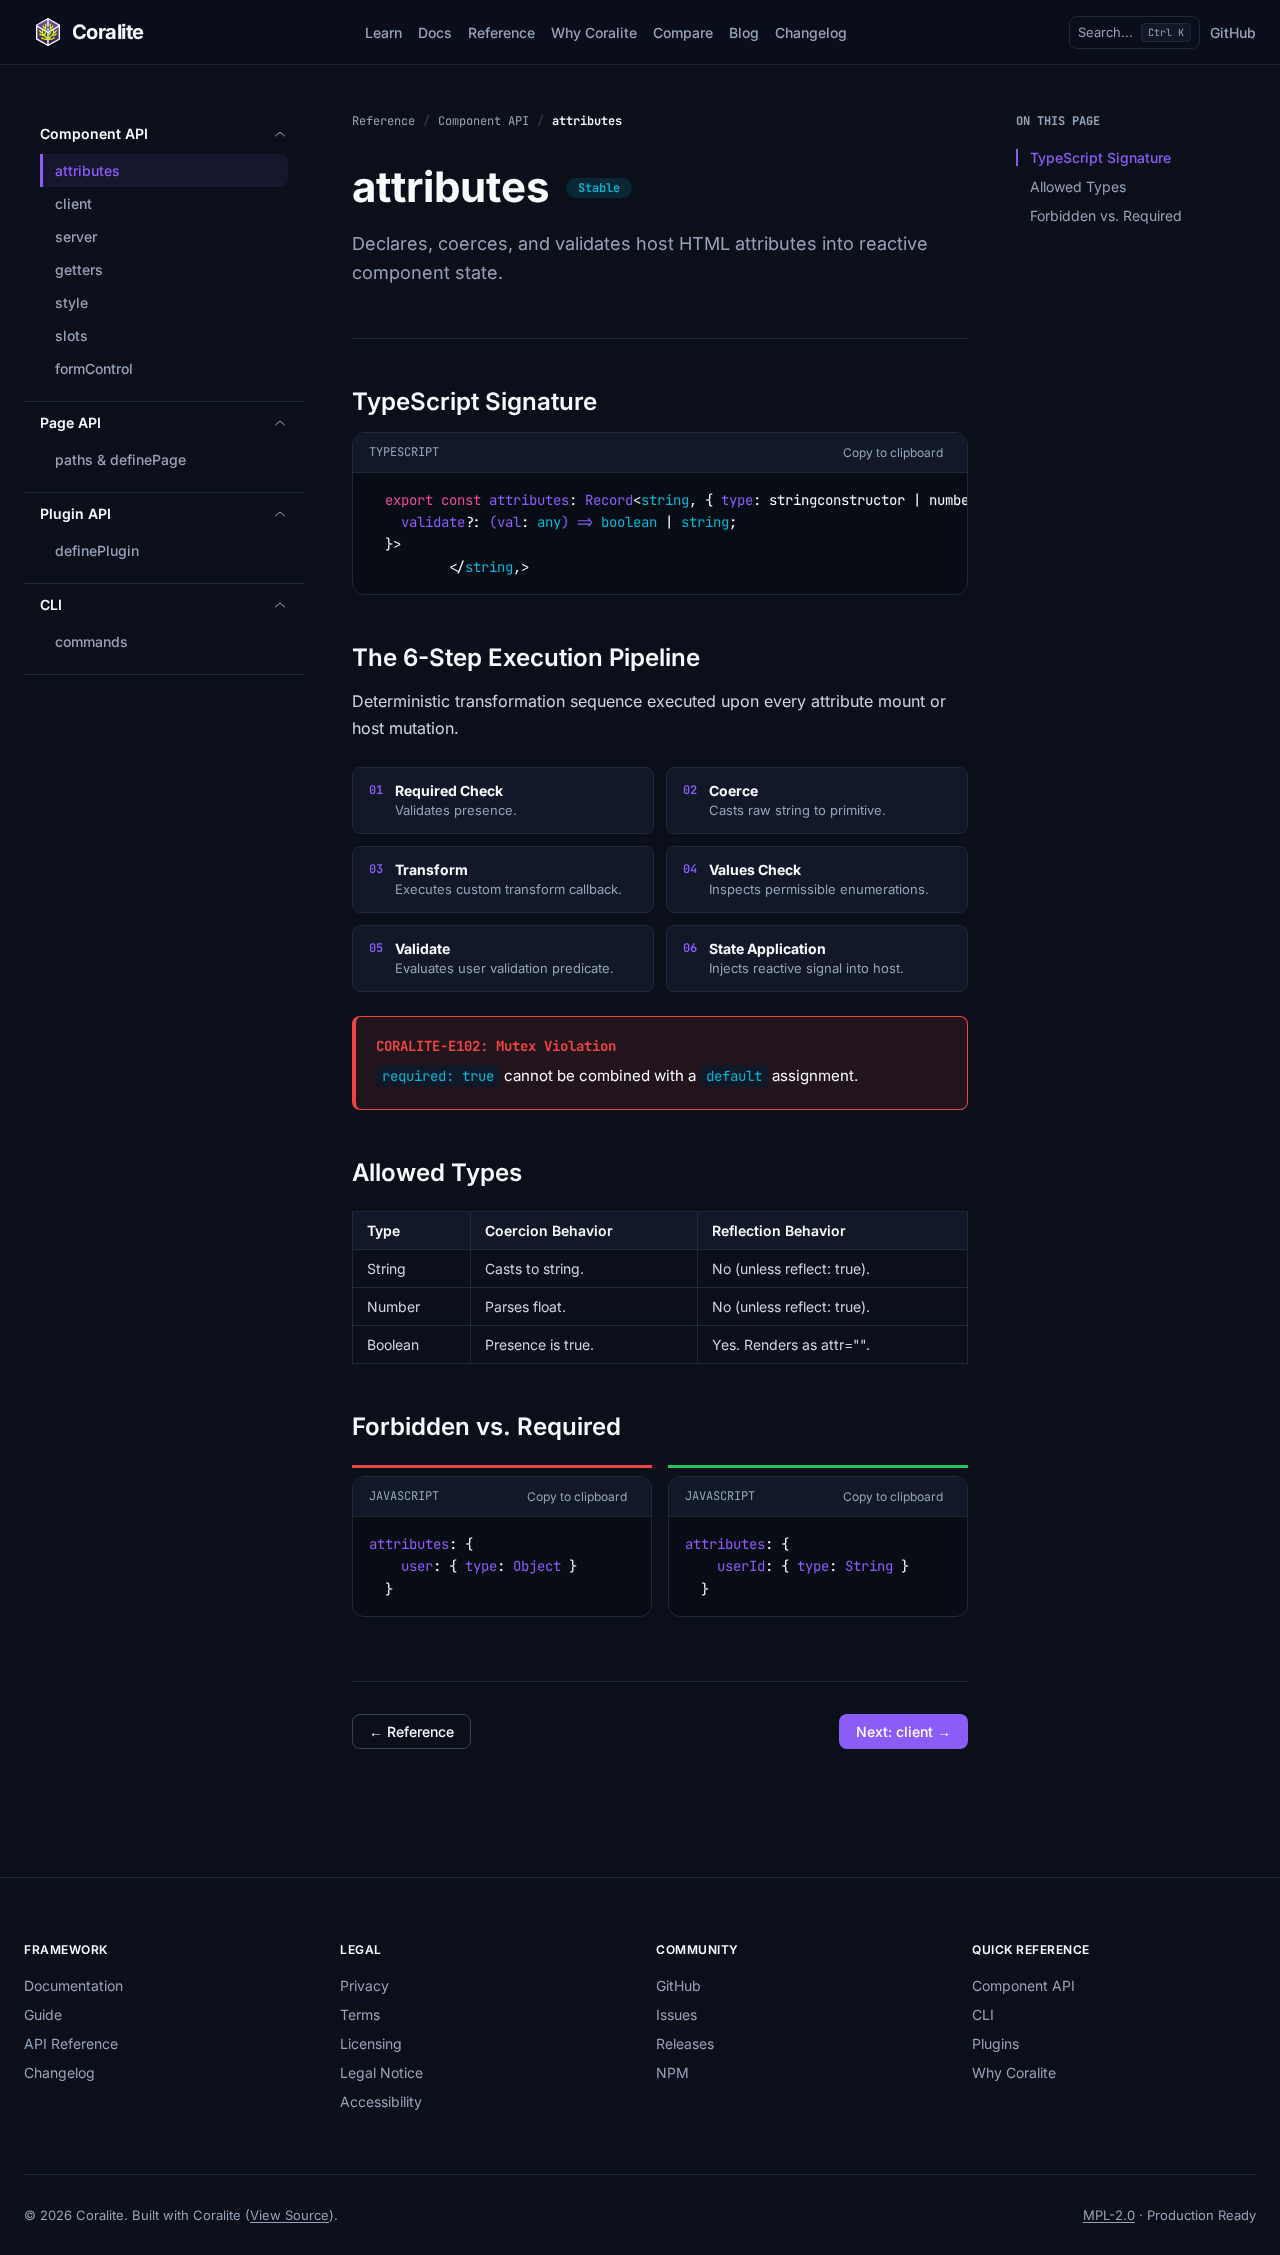 Coralite
Learn Docs Reference Why Coralite Compare Blog Changelog
Search... Ctrl K GitHub
Component API
attributes
client
server
getters
style
slots
formControl
Page API
paths & definePage
Plugin API
definePlugin
CLI
commands
Reference / Component API / attributes
attributes Stable
Declares, coerces, and validates host HTML attributes into reactive
component state.
TypeScript Signature
TYPESCRIPT Copy to clipboard
export const attributes: Record<string, { type: stringconstructor | numbe
validate?: (val: any) => boolean | string;
}>
</string,>
The 6-Step Execution Pipeline
Deterministic transformation sequence executed upon every attribute mount or
host mutation.
01 Required Check
Validates presence.
02 Coerce
Casts raw string to primitive.
03 Transform
Executes custom transform callback.
04 Values Check
Inspects permissible enumerations.
05 Validate
Evaluates user validation predicate.
06 State Application
Injects reactive signal into host.
CORALITE-E102: Mutex Violation
required: true cannot be combined with a default assignment.
Allowed Types
Type Coercion Behavior Reflection Behavior
String Casts to string. No (unless reflect: true).
Number Parses float. No (unless reflect: true).
Boolean Presence is true. Yes. Renders as attr="".
Forbidden vs. Required
JAVASCRIPT Copy to clipboard
attributes: {
user: { type: Object }
}
JAVASCRIPT Copy to clipboard
attributes: {
userId: { type: String }
}
← Reference
Next: client →
ON THIS PAGE
TypeScript Signature
Allowed Types
Forbidden vs. Required
FRAMEWORK
Documentation
Guide
API Reference
Changelog
LEGAL
Privacy
Terms
Licensing
Legal Notice
Accessibility
COMMUNITY
GitHub
Issues
Releases
NPM
QUICK REFERENCE
Component API
CLI
Plugins
Why Coralite
© 2026 Coralite. Built with Coralite (View Source).
MPL-2.0 · Production Ready